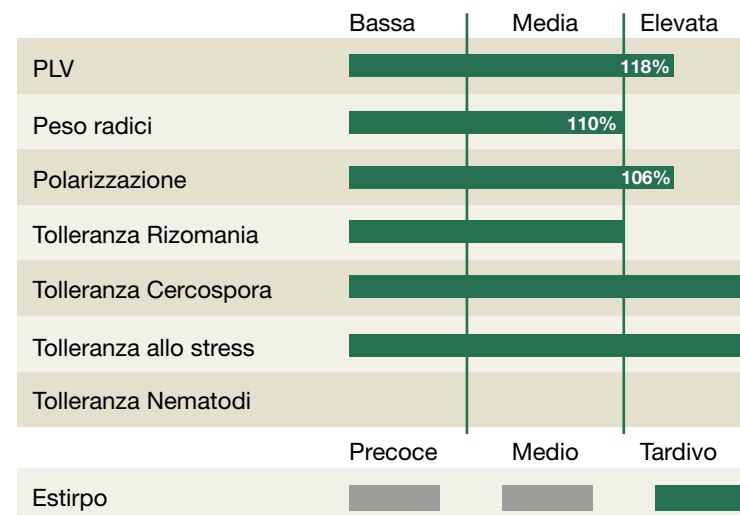 Bassa Media Elevata
PLV 118%
Peso radici 110%
Polarizzazione 106%
Tolleranza Rizomania
Tolleranza Cercospora
Tolleranza allo stress
Tolleranza Nematodi
Precoce Medio Tardivo
Estirpo